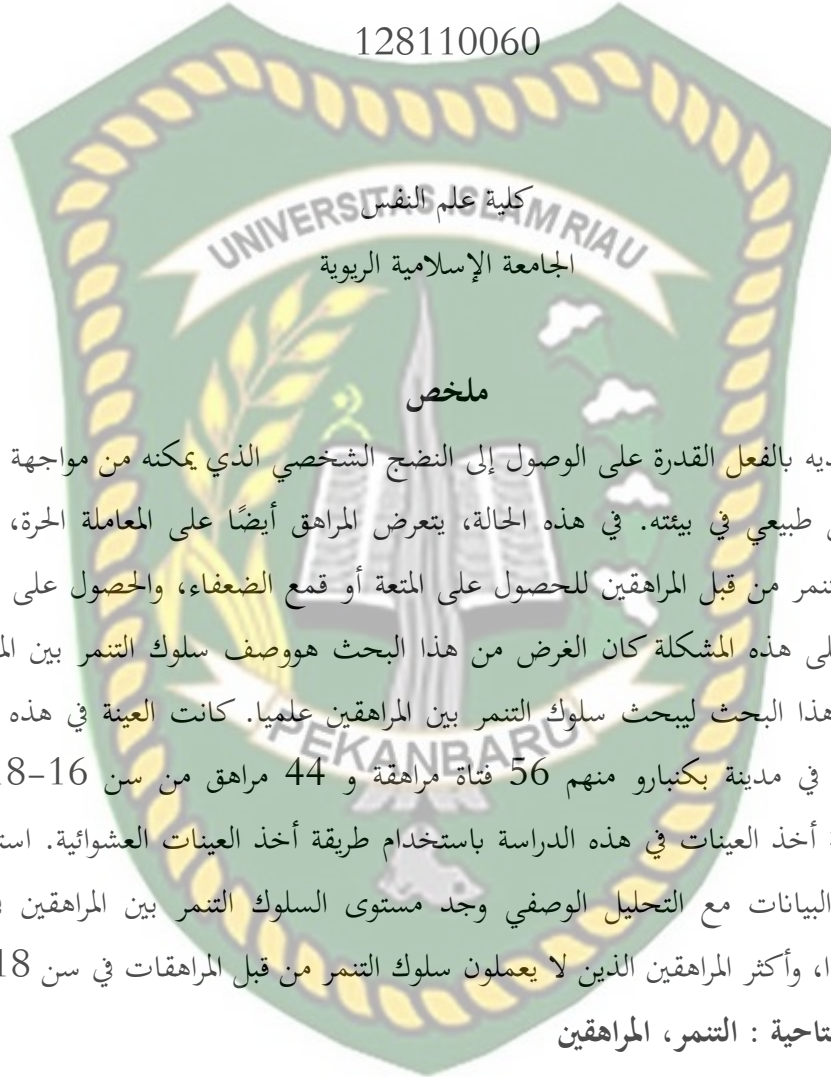 128110060
كلية علم النفس
UNIVERSITAS ISLAM RIAU
الجامعة الإسلامية الريوية
ملخص
بالفعل القدرة على الوصول إلى النضج الشخصي الذي يمكنه من مواجهة
طبيعي في بيئته. في هذه الحالة، يتعرض المراهق أيضًا على المعاملة الحرة،
من قبل المراهقين للحصول على المتعة أو قمع الضعفاء، والحصول على
هذه المشكلة كان الغرض من هذا البحث هووصف سلوك التنمر بين
هذا البحث ليبحث سلوك التنمر بين المراهقين علميا. كانت العينة في هذه
PEKANBARU
في مدينة بكنبارو منهم 56 فتاة مراهقة و 44 مراهق من سن 16-18
أخذ العينات في هذه الدراسة باستخدام طريقة أخذ العينات العشوائية.
البيانات مع التحليل الوصفي وجد مستوى السلوك التنمر بين المراهقين
وأكثر المراهقين الذين لا يعملون سلوك التنمر من قبل المراهقات في سن 18
: التنمر، المراهقين